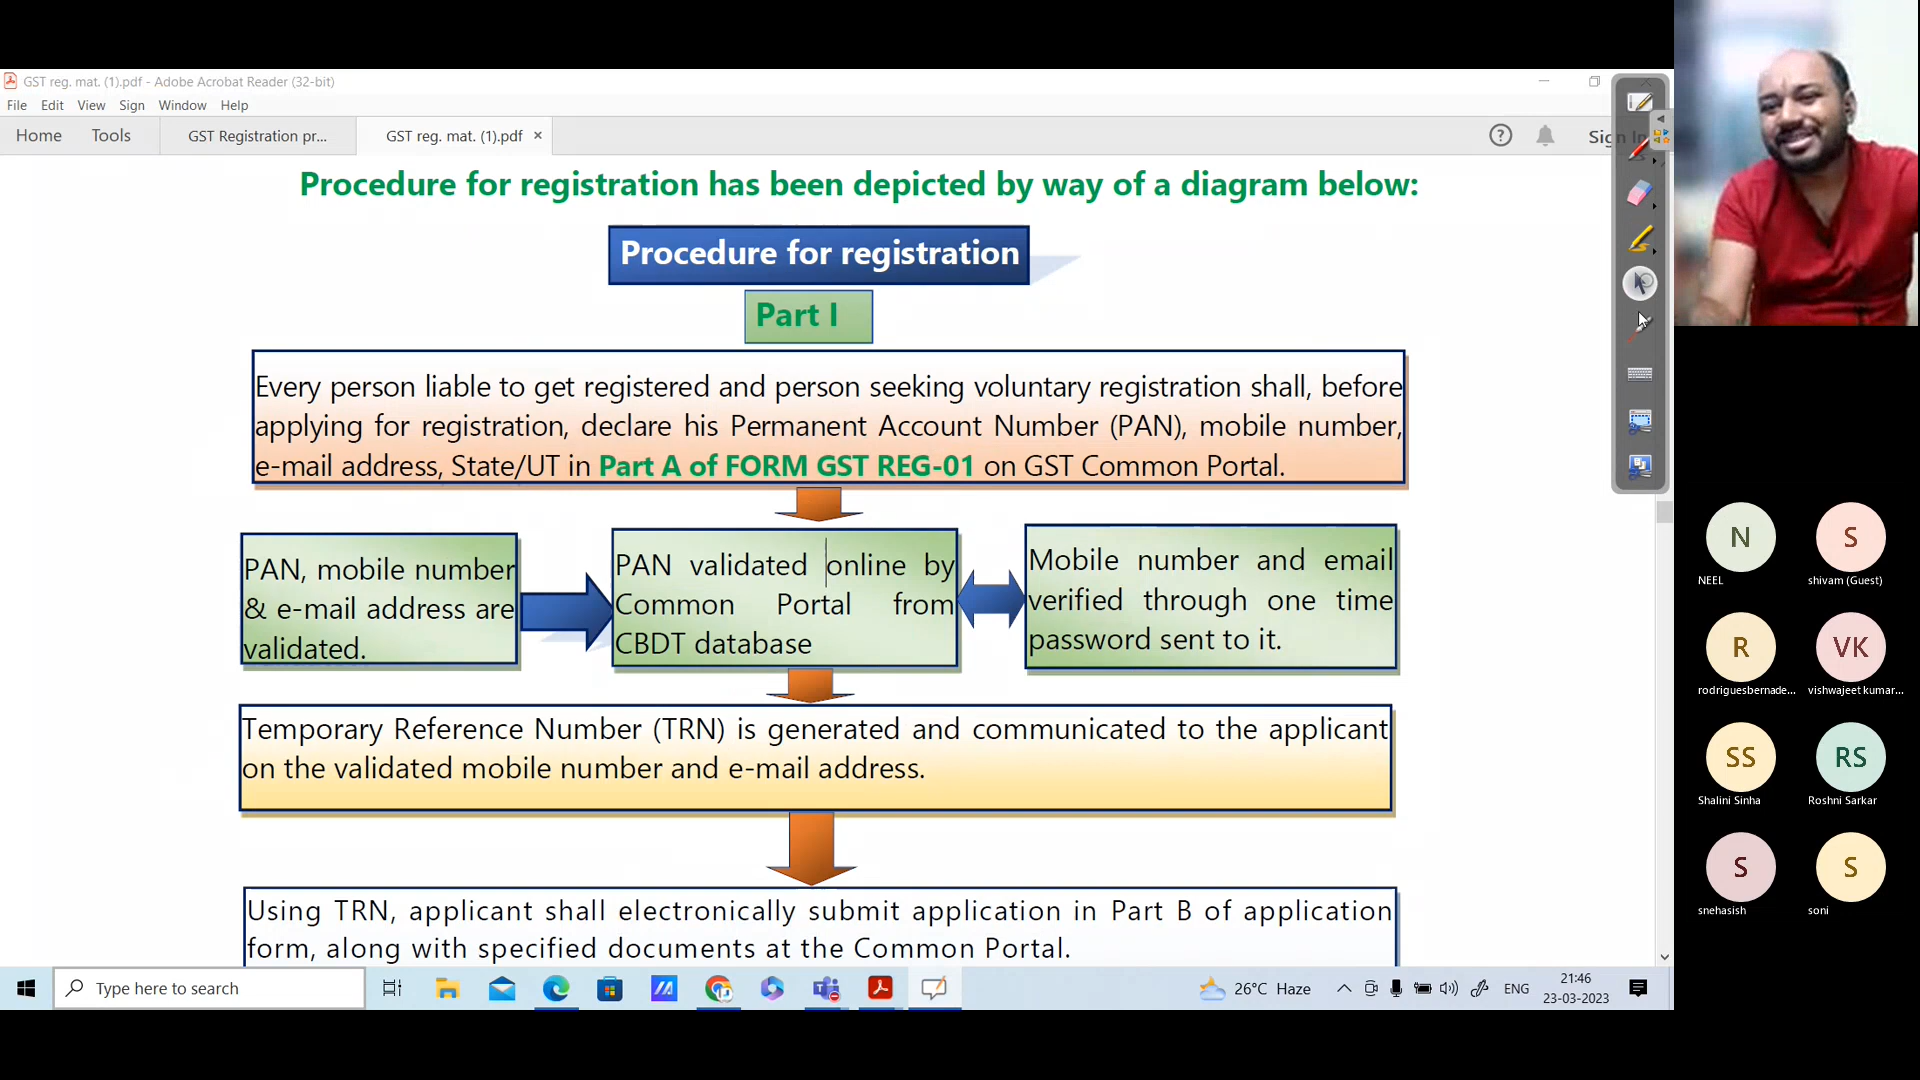 GST reg. mat. (1).pdf - Adobe Acrobat Reader (32-bit)
File Edit View Sign Window Help
Home Tools GST Registration pr... GST reg. mat. (1).pdf × Sign In
Procedure for registration has been depicted by way of a diagram below:
Procedure for registration
Part I
Every person liable to get registered and person seeking voluntary registration shall, before
applying for registration, declare his Permanent Account Number (PAN), mobile number,
e-mail address, State/UT in Part A of FORM GST REG-01 on GST Common Portal.
PAN, mobile number
& e-mail address are
validated.
PAN validated online by
Common Portal from
CBDT database
Mobile number and email
verified through one time
password sent to it.
Temporary Reference Number (TRN) is generated and communicated to the applicant
on the validated mobile number and e-mail address.
Using TRN, applicant shall electronically submit application in Part B of application
form, along with specified documents at the Common Portal.
N S
NEEL shivam (Guest)
R VK
rodriguesbernade... vishwajeet kumar...
SS RS
Shalini Sinha Roshni Sarkar
S S
snehasish soni
Type here to search
26°C Haze ENG
21:46
23-03-2023